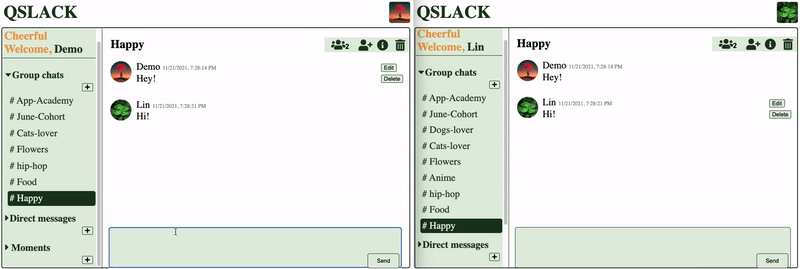 QSLACK
Cheerful
Welcome, Demo
Group chats
+
# App-Academy
# June-Cohort
# Cats-lover
# Flowers
# hip-hop
# Food
# Happy
Direct messages
+
Moments
+
Happy
2
Demo 11/21/2021, 7:28:14 PM
Hey!
Edit
Delete
Lin 11/21/2021, 7:28:21 PM
Hi!
Send
QSLACK
Cheerful
Welcome, Lin
Group chats
+
# App-Academy
# June-Cohort
# Dogs-lover
# Cats-lover
# Flowers
# Anime
# hip-hop
# Food
# Happy
Direct messages
+
Happy
2
Demo 11/21/2021, 7:28:14 PM
Hey!
Lin 11/21/2021, 7:28:21 PM
Hi!
Edit
Delete
Send